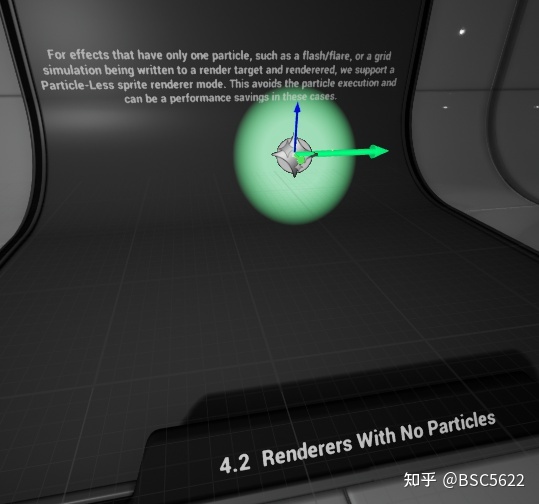 For effects that have only one particle, such as a flash/flare, or a grid
simulation being written to a render target and renderered, we support a
Particle-Less sprite renderer mode. This avoids the particle execution and
can be a performance savings in these cases.
4.2 Renderers With No Particles
知乎 @BSC5622